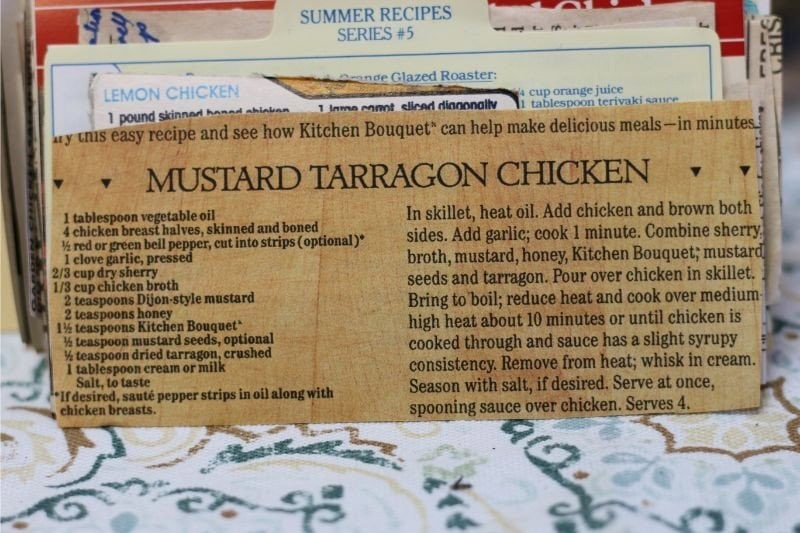 SUMMER RECIPES
SERIES #5
Orange Glazed Roaster:
cup orange juice
1 tablespoon teriyaki sauce
LEMON CHICKEN
1 pound skinned boned chicken
1 large carrot, sliced diagonally
this easy recipe and see how Kitchen Bouquet® can help make delicious meals—in minutes
MUSTARD TARRAGON CHICKEN
1 tablespoon vegetable oil
4 chicken breast halves, skinned and boned
½ red or green bell pepper, cut into strips (optional)*
1 clove garlic, pressed
2/3 cup dry sherry
1/3 cup chicken broth
2 teaspoons Dijon-style mustard
2 teaspoons honey
1½ teaspoons Kitchen Bouquet®
½ teaspoon mustard seeds, optional
½ teaspoon dried tarragon, crushed
1 tablespoon cream or milk
Salt, to taste
*If desired, sauté pepper strips in oil along with
chicken breasts.
In skillet, heat oil. Add chicken and brown both
sides. Add garlic; cook 1 minute. Combine sherry,
broth, mustard, honey, Kitchen Bouquet; mustard
seeds and tarragon. Pour over chicken in skillet.
Bring to boil; reduce heat and cook over medium-
high heat about 10 minutes or until chicken is
cooked through and sauce has a slight syrupy
consistency. Remove from heat; whisk in cream.
Season with salt, if desired. Serve at once,
spooning sauce over chicken. Serves 4.